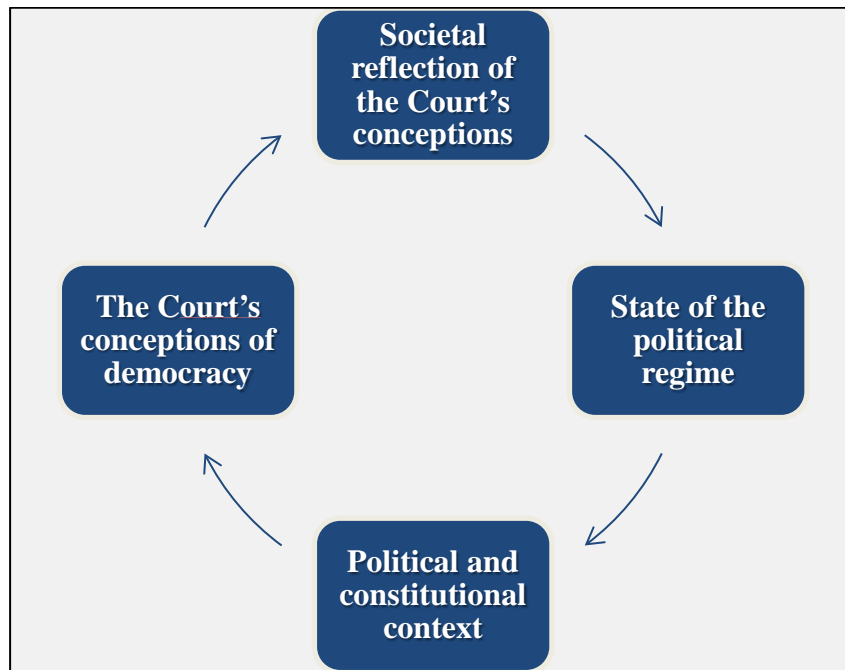 Societal
reflection of
the Court’s
conceptions
The Court’s
conceptions of
democracy
State of the
political
regime
Political and
constitutional
context